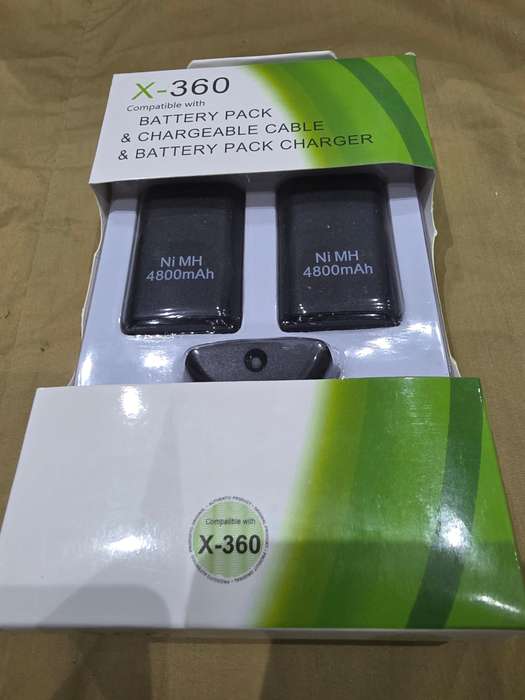 X-360
Compatible with
BATTERY PACK
& CHARGEABLE CABLE
& BATTERY PACK CHARGER
Ni MH
4800mAh
Ni MH
4800mAh
Compatible with
X-360